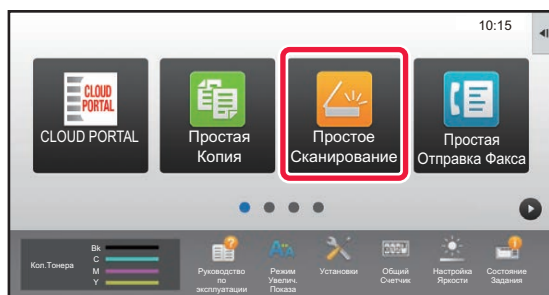 10:15
CLOUD
PORTAL
CLOUD PORTAL
Простая
Копия
Простое
Сканирование
Простая
Отправка Факса
Кол.Тонера
Bk
C
M
Y
Руководство
по
эксплуатации
Режим
Увелич.
Показа
Установки
Общий
Счетчик
Настройка
Яркости
Состояние
Задания